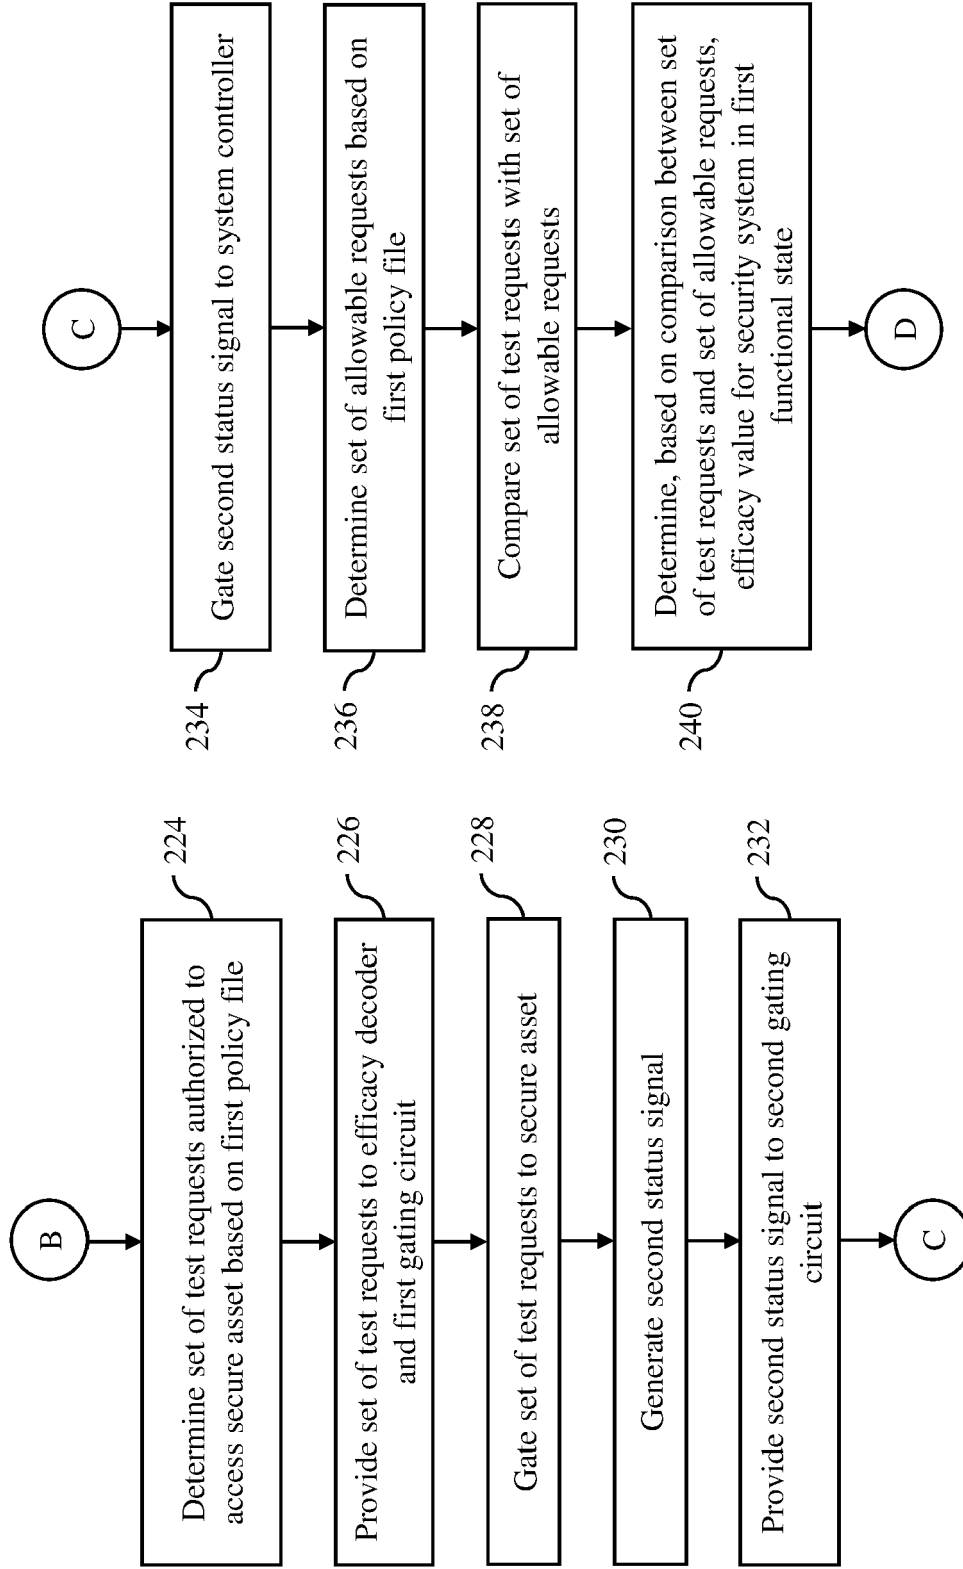 B
224
Determine set of test requests authorized to
access secure asset based on first policy file
226
Provide set of test requests to efficacy decoder
and first gating circuit
228
Gate set of test requests to secure asset
230
Generate second status signal
232
Provide second status signal to second gating
circuit
C
C
234
Gate second status signal to system controller
236
Determine set of allowable requests based on
first policy file
238
Compare set of test requests with set of
allowable requests
240
Determine, based on comparison between set
of test requests and set of allowable requests,
efficacy value for security system in first
functional state
D